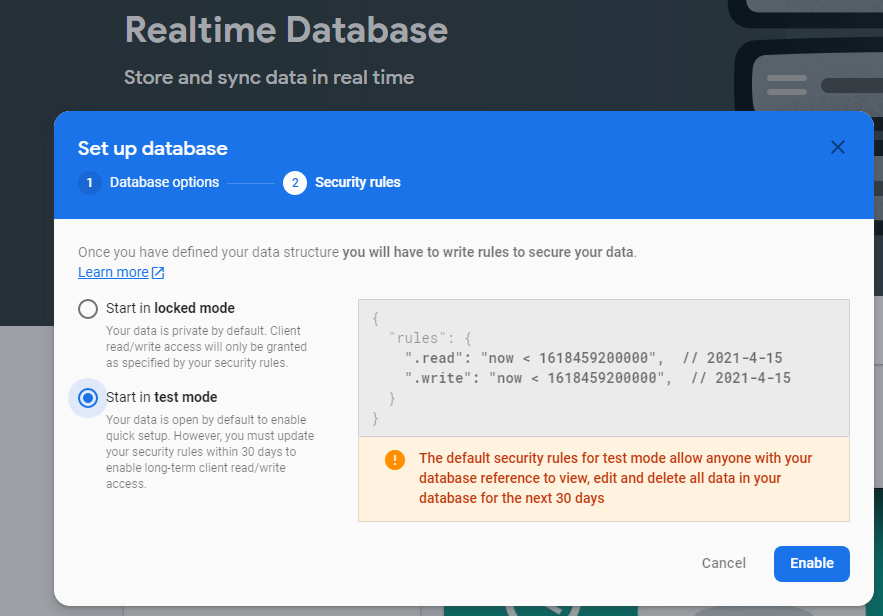 Realtime Database
Store and sync data in real time
Set up database
1 Database options 2 Security rules
Once you have defined your data structure you will have to write rules to secure your data.
Learn more
Start in locked mode
Your data is private by default. Client
read/write access will only be granted
as specified by your security rules.
Start in test mode
Your data is open by default to enable
quick setup. However, you must update
your security rules within 30 days to
enable long-term client read/write
access.
{
"rules": {
".read": "now < 1618459200000", // 2021-4-15
".write": "now < 1618459200000", // 2021-4-15
}
}
The default security rules for test mode allow anyone with your
database reference to view, edit and delete all data in your
database for the next 30 days
Cancel Enable